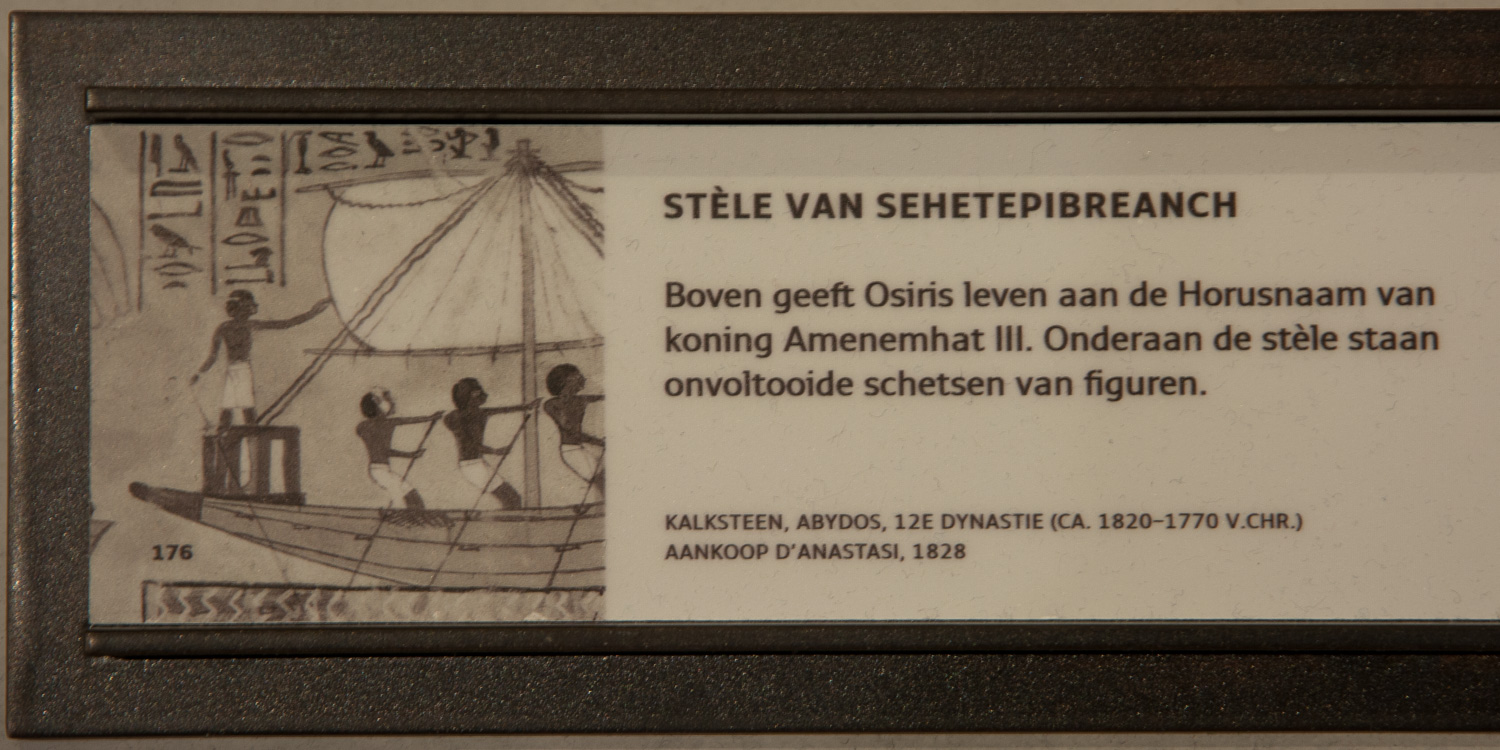 STÈLE VAN SEHETEPIBREANCH
Boven geeft Osiris leven aan de Horusnaam van
koning Amenemhat III. Onderaan de stèle staan
onvoltooide schetsen van figuren.
KALKSTEEN, ABYDOS, 12E DYNASTIE (CA. 1820–1770 V.CHR.)
AANKOOP D'ANASTASI, 1828
176